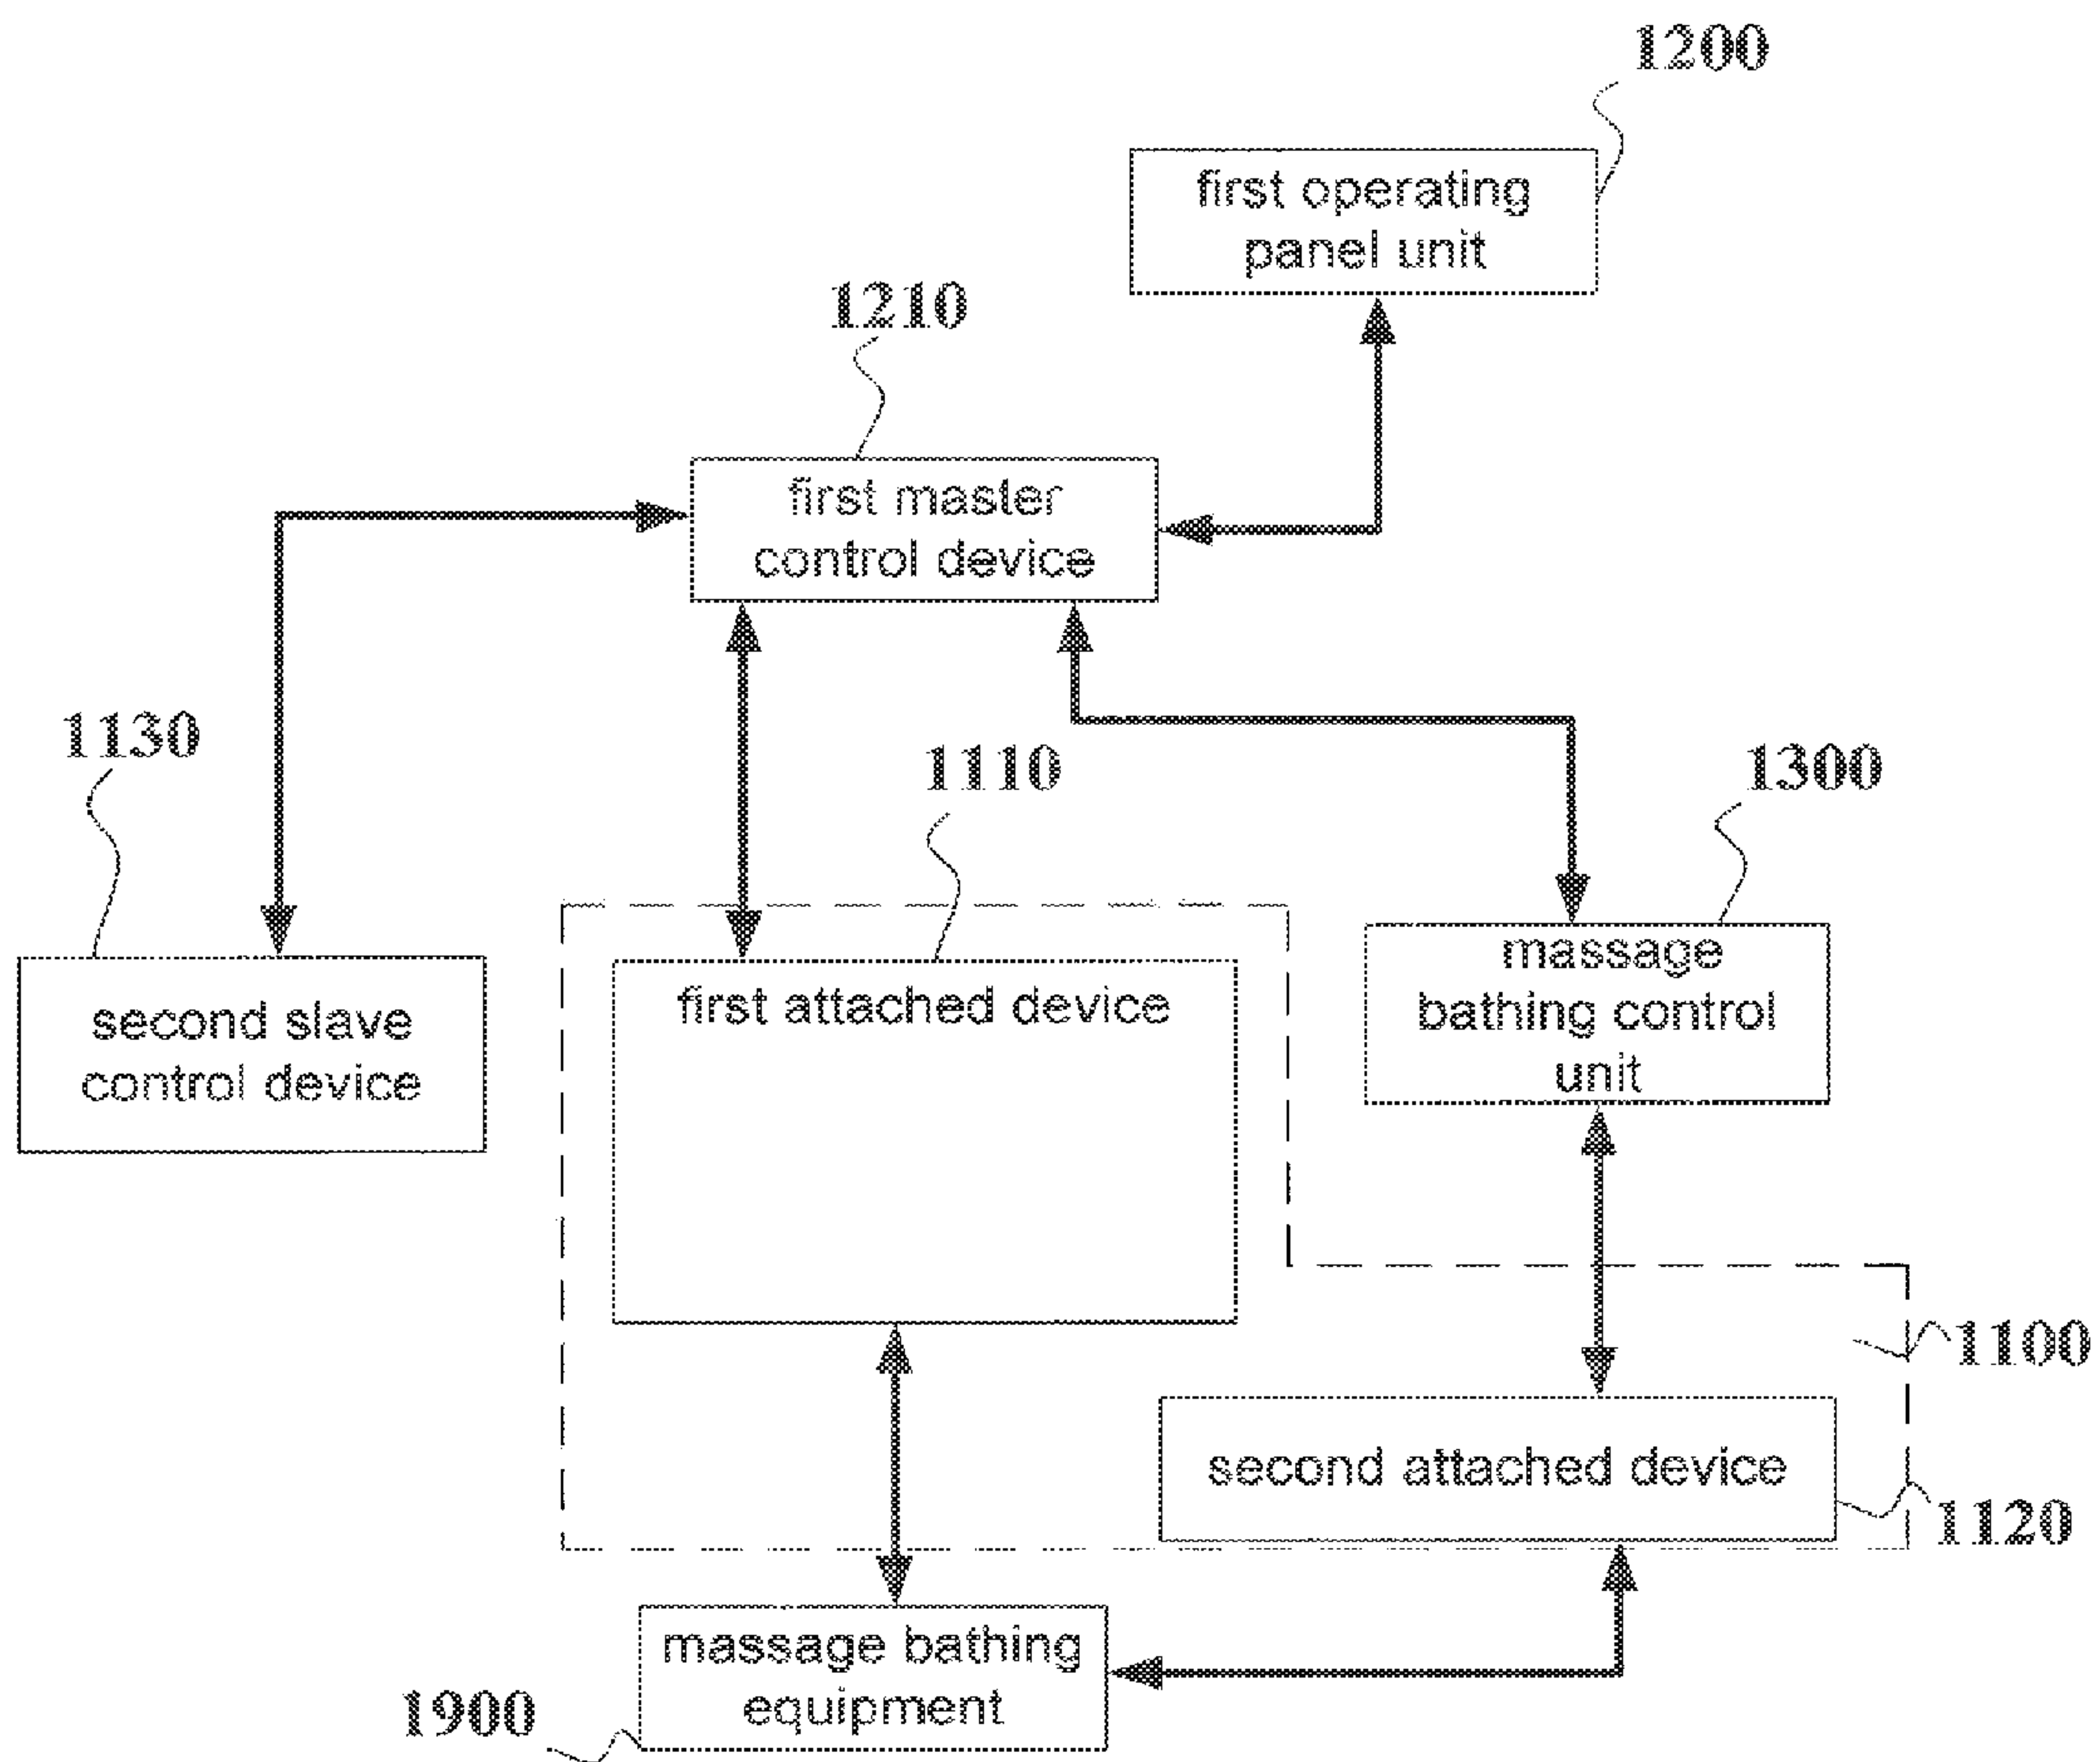 1200
first operating
panel unit
1210
first master
control device
1130
1110
1300
second slave
control device
first attached device
massage
bathing control
unit
1100
second attached device
1120
massage bathing
equipment
1900